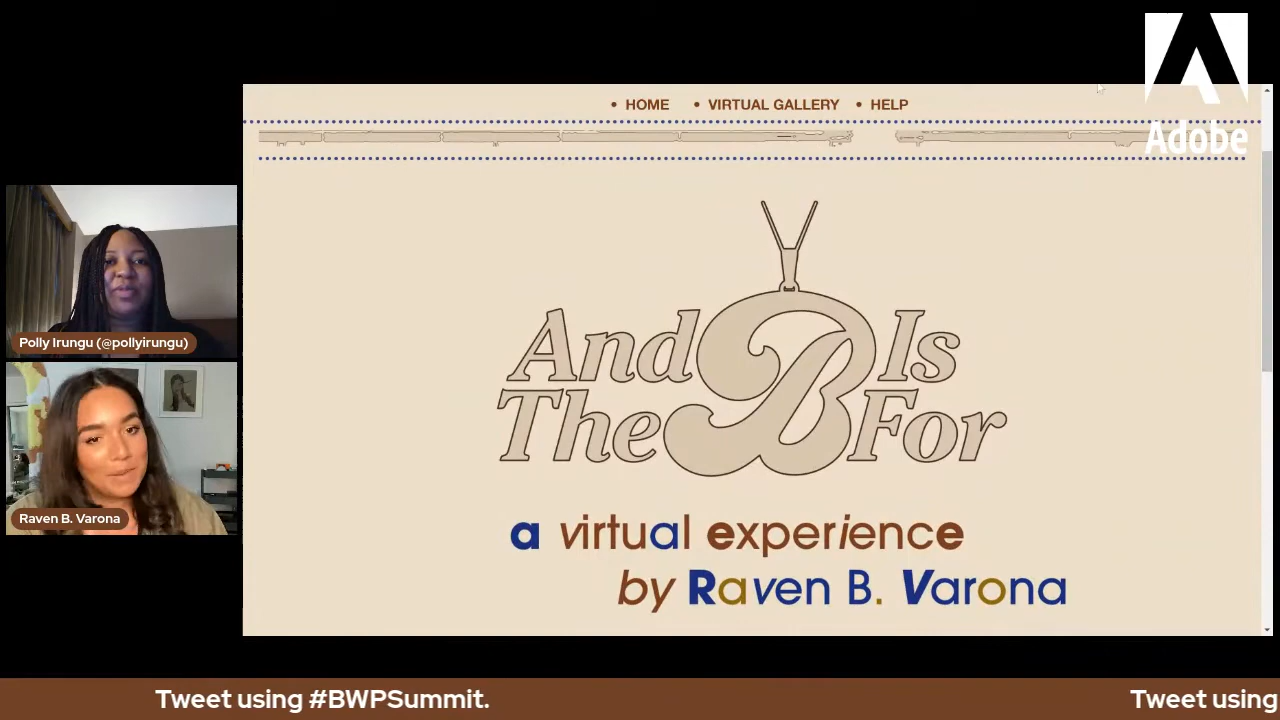 Adobe
• HOME • VIRTUAL GALLERY • HELP
And B Is
The For
a virtual experience
by Raven B. Varona
Polly Irungu (@pollyirungu)
Raven B. Varona
Tweet using #BWPSummit.
Tweet using